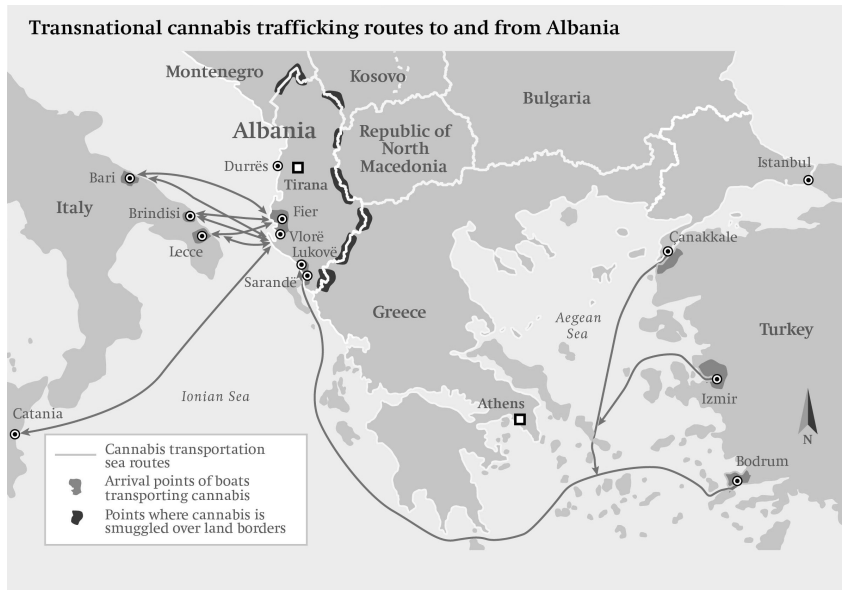 Transnational cannabis trafficking routes to and from Albania
Montenegro
Kosovo
Bulgaria
Albania
Republic of
North
Macedonia
Durrës
Tirana
Istanbul
Bari
Italy
Brindisi
Fier
Vlorë
Lecce
Lukovë
Çanakkale
Sarandë
Greece
Aegean
Sea
Turkey
Ionian Sea
Izmir
Athens
Catania
N
Bodrum
Cannabis transportation
sea routes
Arrival points of boats
transporting cannabis
Points where cannabis is
smuggled over land borders